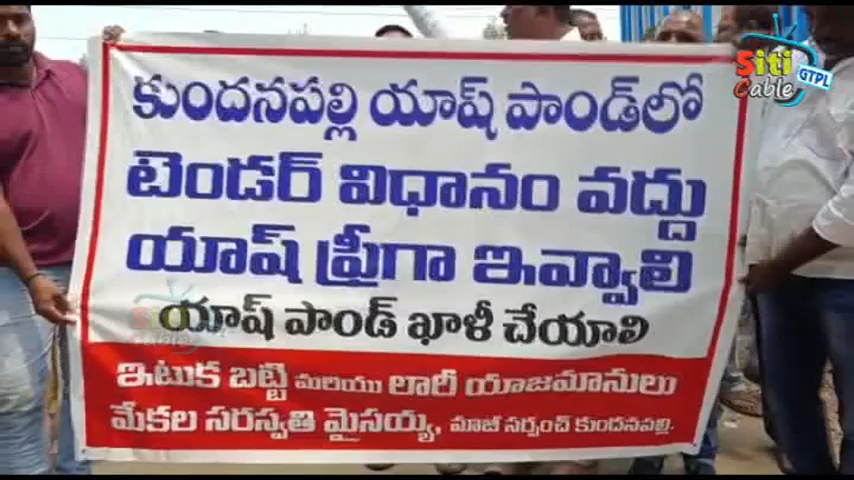 Siti
Cable
GTPL
కుందనపల్లి యాష్ పాండ్‌లో
టెండర్ విధానం వద్దు
యాష్ ఫ్రీగా ఇవ్వాలి
యాష్ పాండ్ ఖాళీ చేయాలి
ఇటుక బట్టి మరియు లారీ యాజమానులు
మేకల సరస్వతి మైసయ్య, మాజీ సర్పంచ్ కుందనపల్లి.